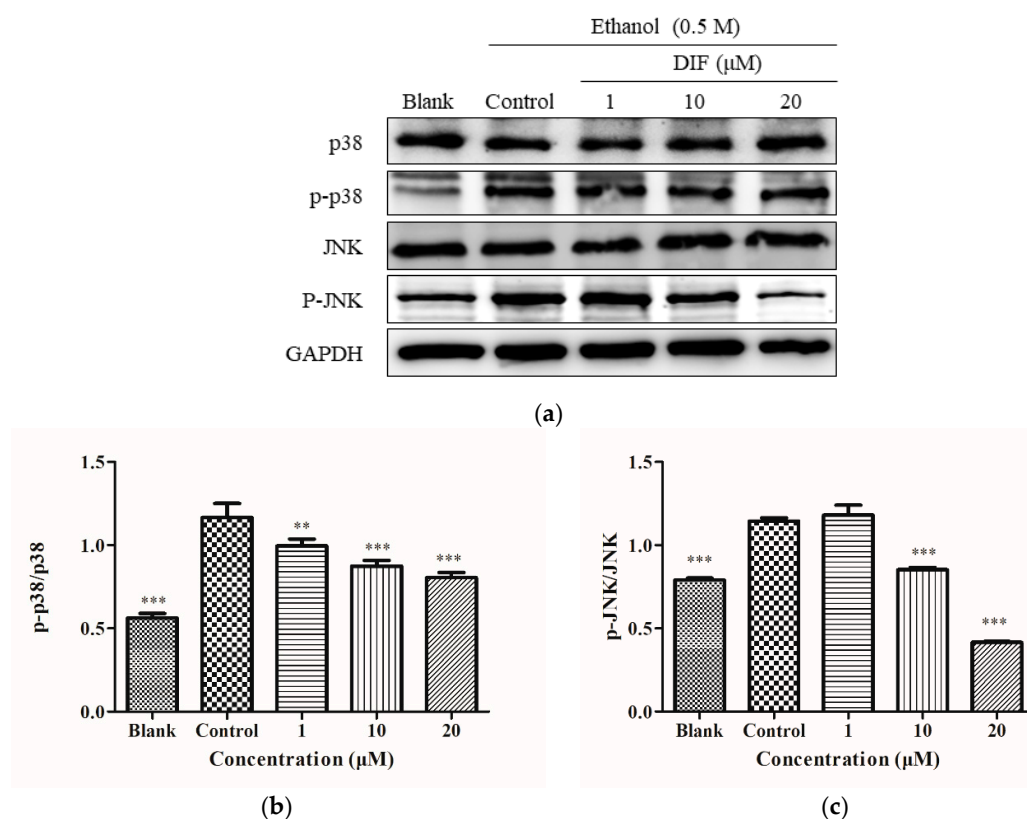 Ethanol (0.5 M)
DIF (μM)
Blank Control 1 10 20
p38
p-p38
JNK
P-JNK
GAPDH
(a)
1.5
1.0
0.5
0.0
p-p38/p38
***
**
***
***
Blank Control 1 10 20
Concentration (μM)
(b)
1.5
1.0
0.5
0.0
p-JNK/JNK
***
***
***
Blank Control 1 10 20
Concentration (μM)
(c)